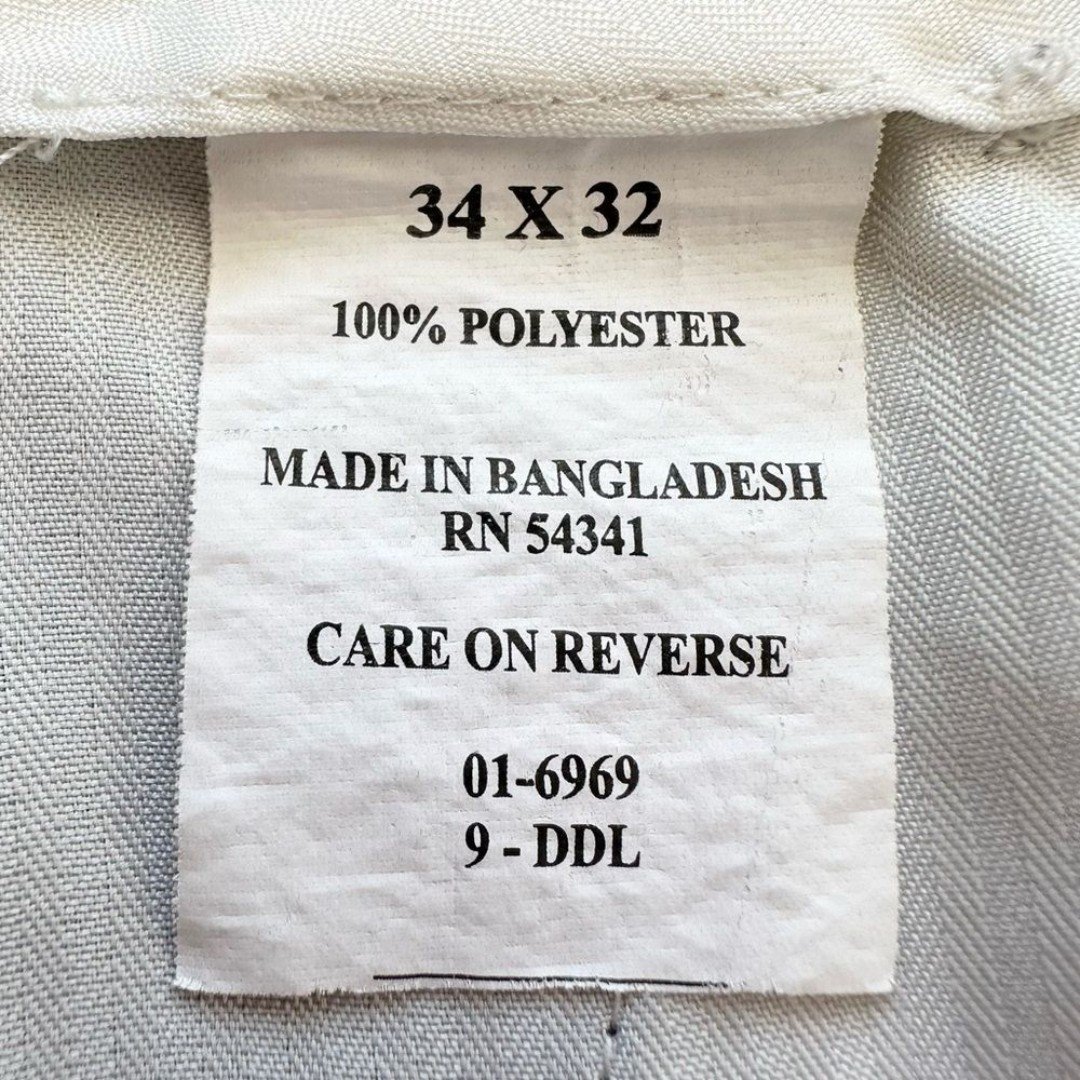 34 X 32
100% POLYESTER
MADE IN BANGLADESH
RN 54341
CARE ON REVERSE
01-6969
9 - DDL